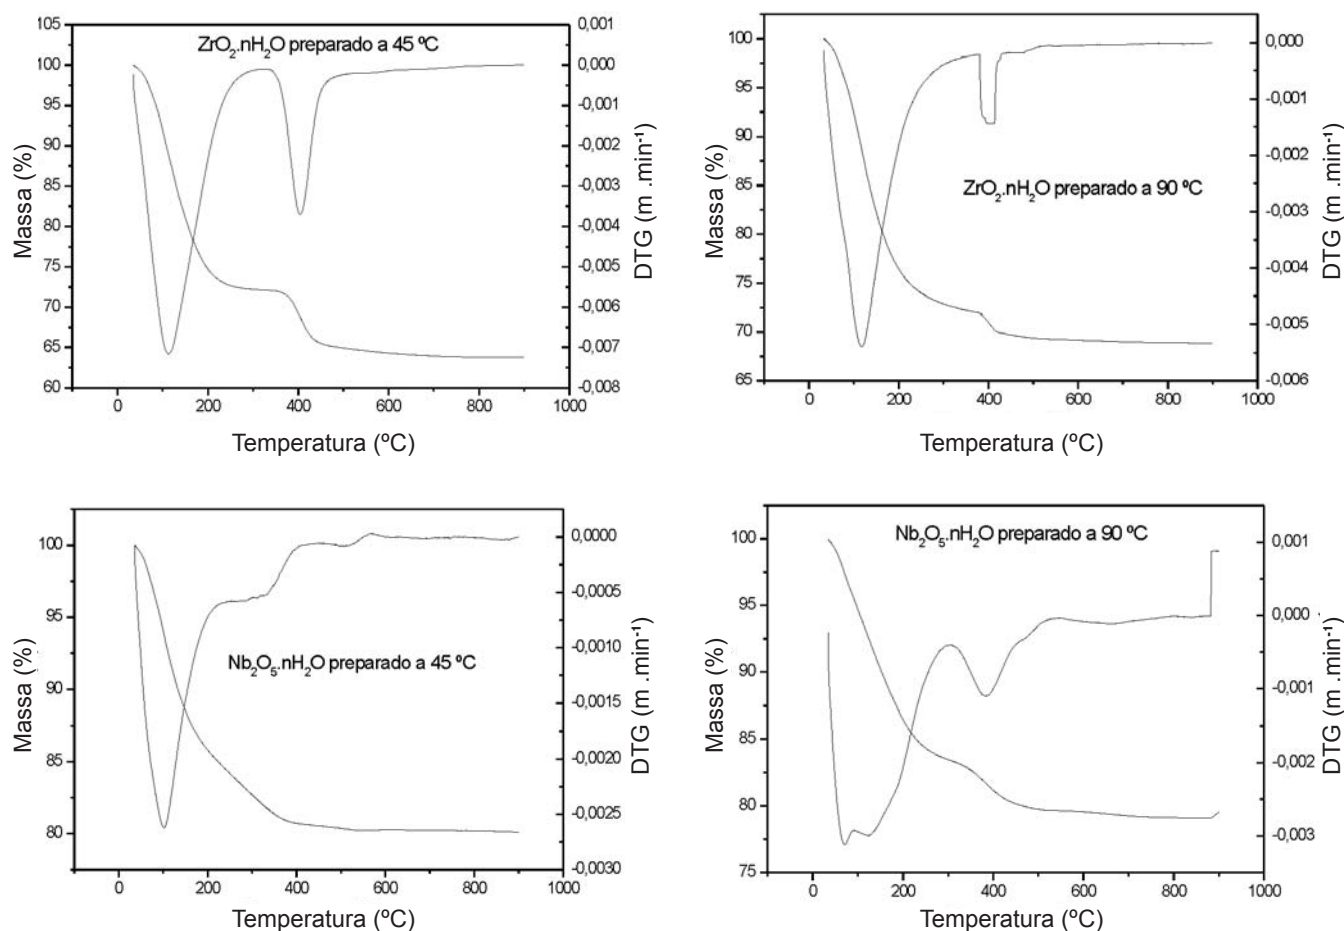 105
100
95
90
85
80
75
70
65
60
Massa (%)
ZrO₂.nH₂O preparado a 45 ºC
0,001
0,000
-0,001
-0,002
-0,003
-0,004
-0,005
-0,006
-0,007
-0,008
DTG (m .min⁻¹)
0 200 400 600 800 1000
Temperatura (ºC)
100
95
90
85
80
75
70
65
Massa (%)
ZrO₂.nH₂O preparado a 90 ºC
0,000
-0,001
-0,002
-0,003
-0,004
-0,005
-0,006
DTG (m .min⁻¹)
0 200 400 600 800 1000
Temperatura (ºC)
100
95
90
85
80
Massa (%)
Nb₂O₅.nH₂O preparado a 45 ºC
0,0000
-0,0005
-0,0010
-0,0015
-0,0020
-0,0025
-0,0030
DTG (m .min⁻¹)
0 200 400 600 800 1000
Temperatura (ºC)
100
95
90
85
80
75
Massa (%)
Nb₂O₅.nH₂O preparado a 90 ºC
0,001
0,000
-0,001
-0,002
-0,003
DTG (m .min⁻¹)
0 200 400 600 800 1000
Temperatura (ºC)